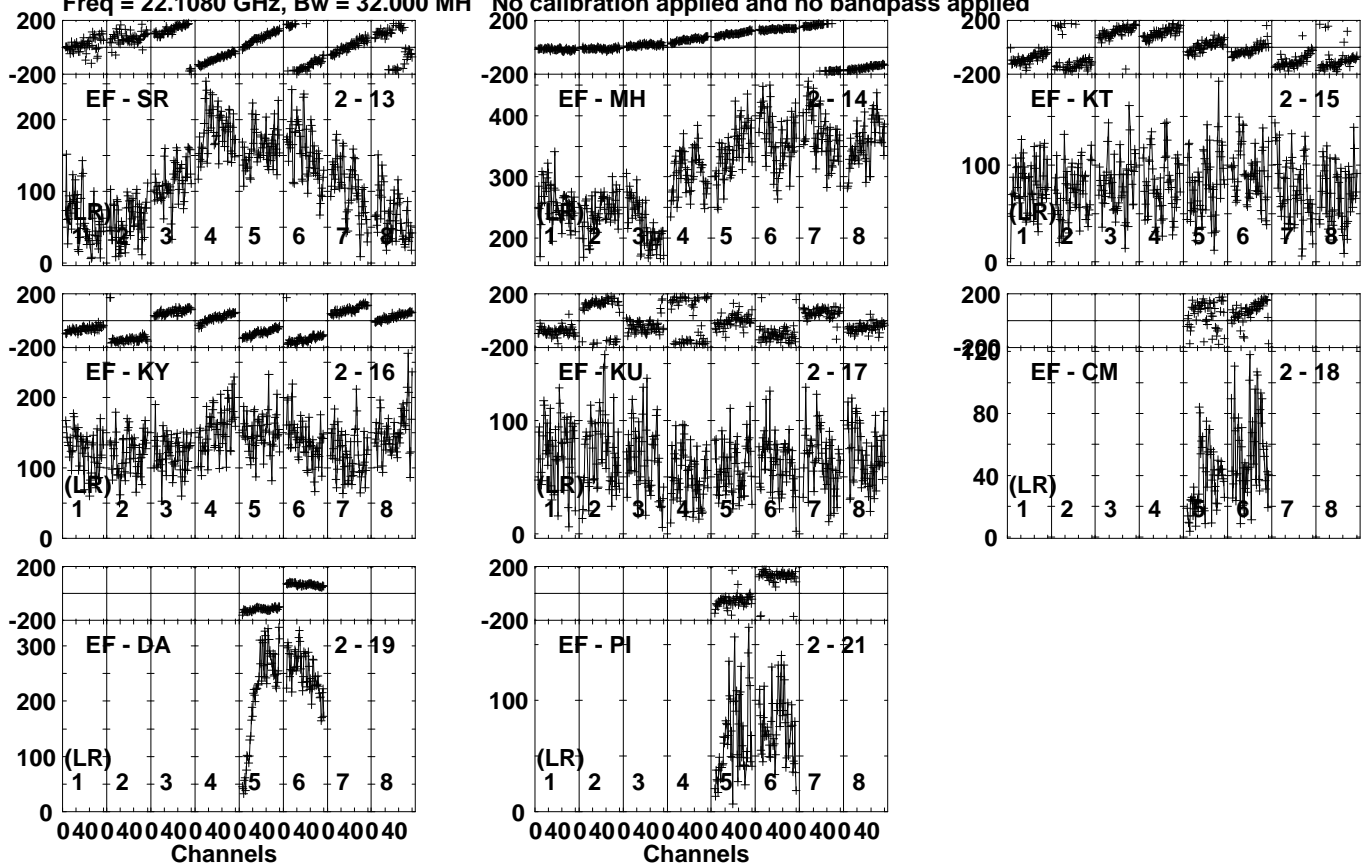 Freq = 22.1080 GHz, Bw = 32.000 MH No calibration applied and no bandpass applied
200
-200
EF - SR 2 - 13
200
100
0
(LR)
1 2 3 4 5 6 7 8
EF - MH 2 - 14
400
300
200
(LR)
1 2 3 4 5 6 7 8
200
-200
EF - KT 2 - 15
100
0
(LR)
1 2 3 4 5 6 7 8
200
-200
EF - KY 2 - 16
200
100
0
(LR)
1 2 3 4 5 6 7 8
200
-200
EF - KU 2 - 17
100
0
(LR)
1 2 3 4 5 6 7 8
200
-200
120
EF - CM 2 - 18
80
40
0
(LR)
1 2 3 4 5 6 7 8
200
-200
EF - DA 2 - 19
300
200
100
0
(LR)
1 2 3 4 5 6 7 8
0 40 0 40 0 40 0 40 0 40 0 40 0 40 0 40
Channels
200
-200
EF - PI 2 - 21
100
0
(LR)
1 2 3 4 5 6 7 8
0 40 0 40 0 40 0 40 0 40 0 40 0 40 0 40
Channels